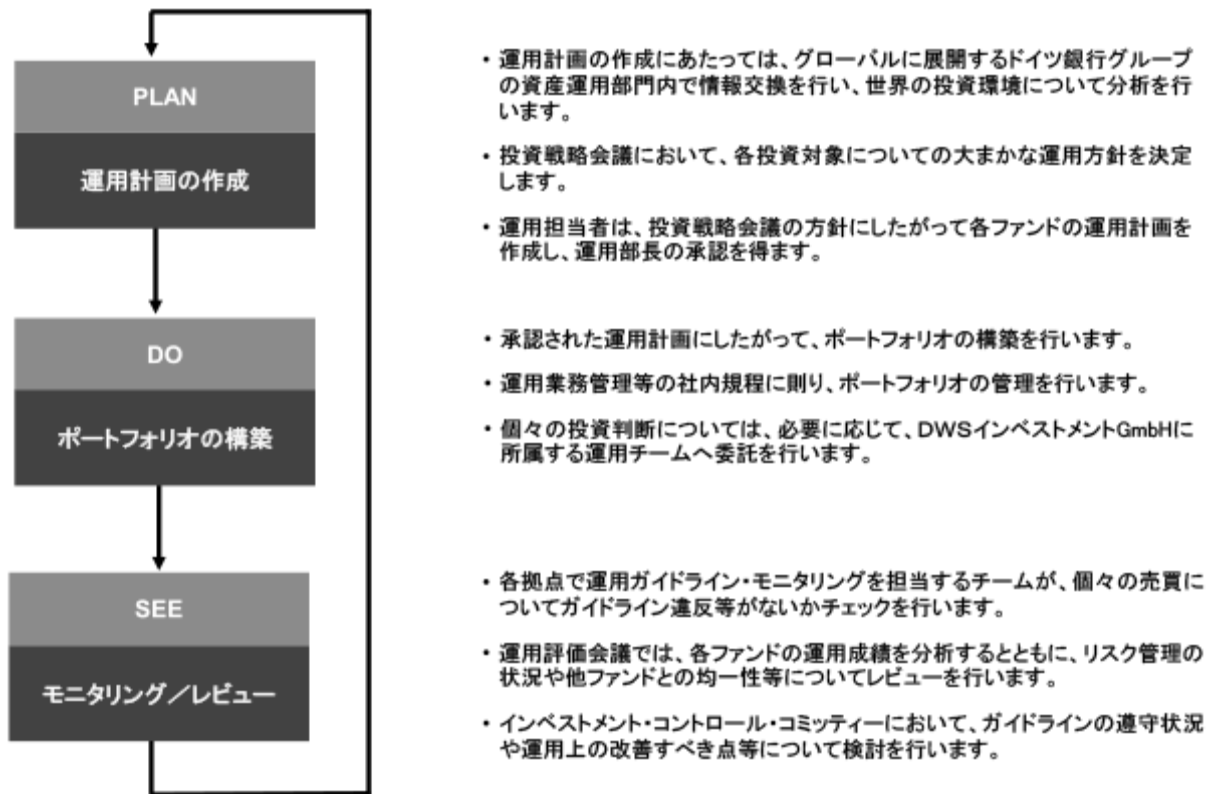 PLAN
運用計画の作成
・運用計画の作成にあたっては、グローバルに展開するドイツ銀行グループ
の資産運用部門内で情報交換を行い、世界の投資環境について分析を行
います。
・投資戦略会議において、各投資対象についての大まかな運用方針を決定
します。
・運用担当者は、投資戦略会議の方針にしたがって各ファンドの運用計画を
作成し、運用部長の承認を得ます。
DO
ポートフォリオの構築
・承認された運用計画にしたがって、ポートフォリオの構築を行います。
・運用業務管理等の社内規程に則り、ポートフォリオの管理を行います。
・個々の投資判断については、必要に応じて、DWSインベストメントGmbHに
所属する運用チームへ委託を行います。
SEE
モニタリング／レビュー
・各拠点で運用ガイドライン・モニタリングを担当するチームが、個々の売買に
ついてガイドライン違反等がないかチェックを行います。
・運用評価会議では、各ファンドの運用成績を分析するとともに、リスク管理の
状況や他ファンドとの均一性等についてレビューを行います。
・インベストメント・コントロール・コミッティーにおいて、ガイドラインの遵守状況
や運用上の改善すべき点等について検討を行います。